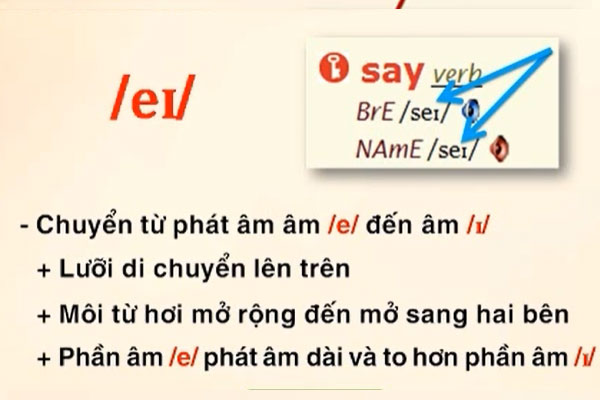 /eɪ/
say verb
BrE /seɪ/
NAmE /seɪ/
- Chuyển từ phát âm âm /e/ đến âm /ɪ/
+ Lưỡi di chuyển lên trên
+ Môi từ hơi mở rộng đến mở sang hai bên
+ Phần âm /e/ phát âm dài và to hơn phần âm /ɪ/